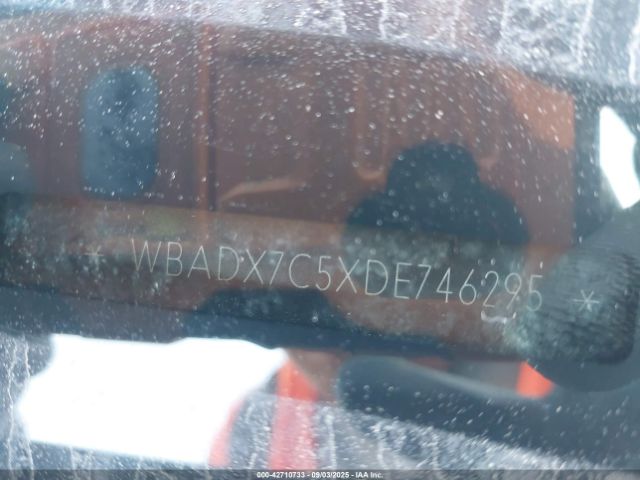 * WBADX7C5XDE746295 *
000-42710733 - 09/03/2025 - IAA Inc.